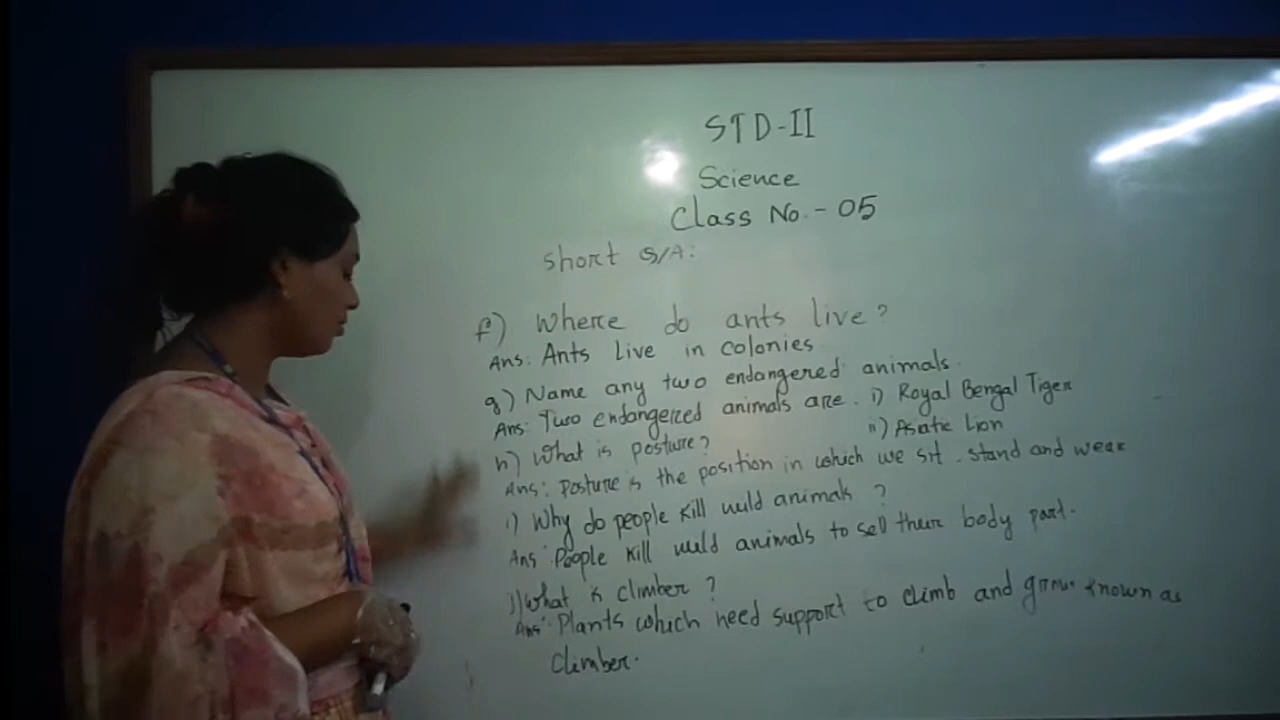 STD-II
Science
Class No.- 05
short Q/A:
f) Where do ants live?
Ans: Ants Live in colonies
g) Name any two endangered animals.
Ans: Two endangered animals are. i) Royal Bengal Tiger
ii) Asatic Lion
h) What is posture?
Ans: Posture is the position in which we sit. stand and weak
i) Why do people kill wild animals ?
Ans: People kill wild animals to sell their body part.
j) What is climber ?
Ans: Plants which need support to climb and grow known as
climber.